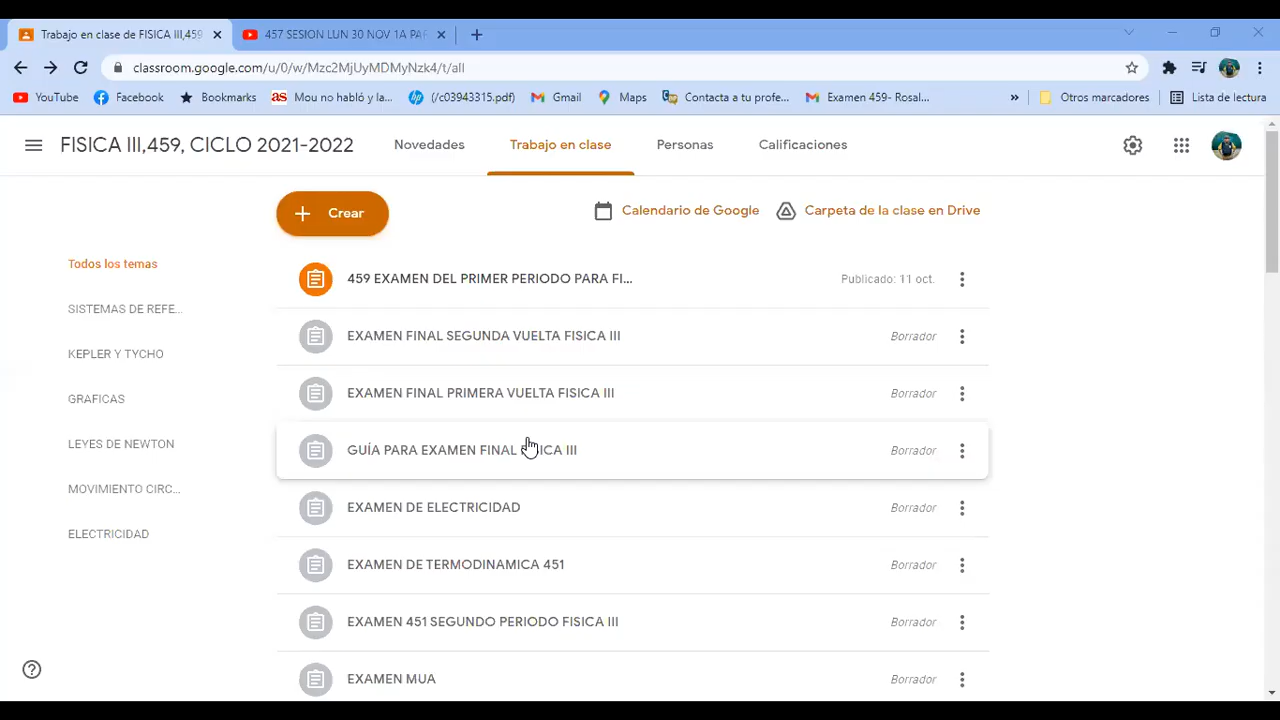 Trabajo en clase de FISICA III,459
457 SESION LUN 30 NOV 1A PAR
classroom.google.com/u/0/w/Mzc2MjUyMDMyNzk4/t/all
YouTube
Facebook
Bookmarks
Mou no habló y la...
(/c03943315.pdf)
Gmail
Maps
Contacta a tu profe...
Examen 459- Rosal...
»
Otros marcadores
Lista de lectura
FISICA III,459, CICLO 2021-2022
Novedades
Trabajo en clase
Personas
Calificaciones
Crear
Calendario de Google
Carpeta de la clase en Drive
Todos los temas
SISTEMAS DE REFE...
KEPLER Y TYCHO
GRAFICAS
LEYES DE NEWTON
MOVIMIENTO CIRC...
ELECTRICIDAD
459 EXAMEN DEL PRIMER PERIODO PARA FI...
Publicado: 11 oct.
EXAMEN FINAL SEGUNDA VUELTA FISICA III
Borrador
EXAMEN FINAL PRIMERA VUELTA FISICA III
Borrador
GUÍA PARA EXAMEN FINAL FISICA III
Borrador
EXAMEN DE ELECTRICIDAD
Borrador
EXAMEN DE TERMODINAMICA 451
Borrador
EXAMEN 451 SEGUNDO PERIODO FISICA III
Borrador
EXAMEN MUA
Borrador